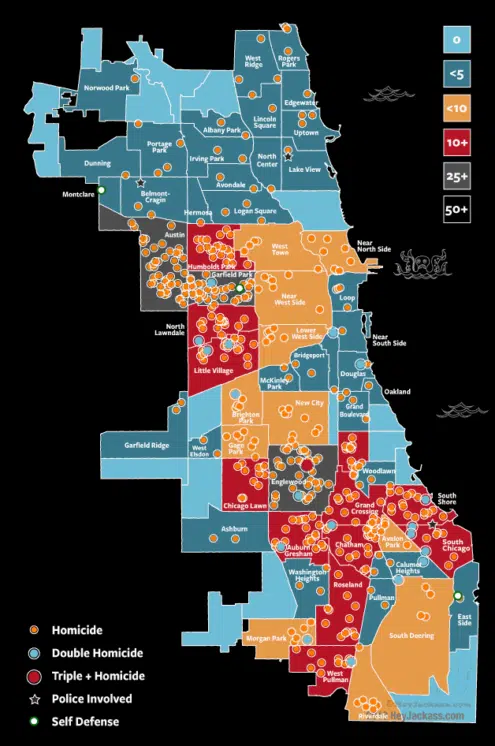 0
<5
<10
10+
25+
50+
West
Ridge
Rogers
Park
Norwood Park
Edgewater
Lincoln
Square
Uptown
Albany Park
Portage
Park
Irving Park
North
Center
Lake View
Dunning
Avondale
Montclare
Belmont-
Cragin
Hermosa
Logan Square
Austin
Humboldt Park
West
Town
Near
North Side
Garfield Park
Near
West Side
Loop
North
Lawndale
Lower
West Side
Near
South Side
Bridgeport
Little Village
McKinley
Park
Douglas
Oakland
Brighton
Park
New City
Grand
Boulevard
Garfield Ridge
West
Elsdon
Gage
Park
Englewood
Woodlawn
Chicago Lawn
Grand
Crossing
South
Shore
Ashburn
Auburn
Gresham
Chatham
Avalon
Park
South
Chicago
Washington
Heights
Calumet
Heights
Roseland
Pullman
East
Side
Morgan Park
South Deering
West
Pullman
Riverdale
Homicide
Double Homicide
Triple + Homicide
Police Involved
Self Defense
HeyJackass.com